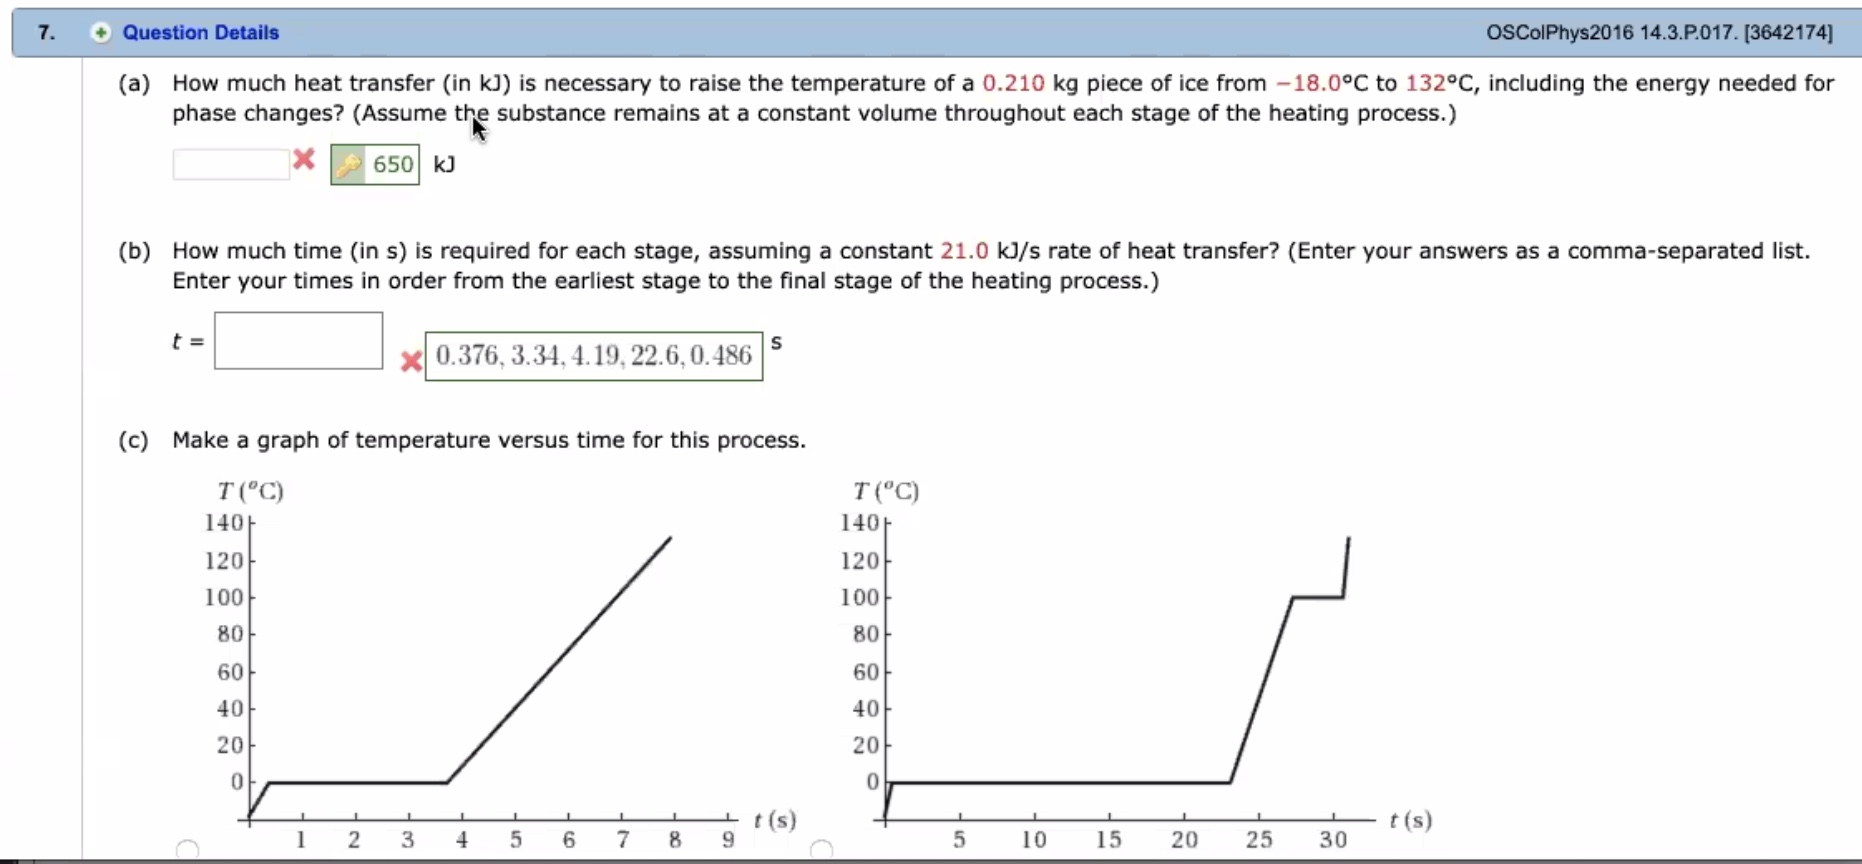 7. Question Details OSColPhys2016 14.3.P.017. [3642174]
(a) How much heat transfer (in kJ) is necessary to raise the temperature of a 0.210 kg piece of ice from −18.0°C to 132°C, including the energy needed for
phase changes? (Assume the substance remains at a constant volume throughout each stage of the heating process.)
650 kJ
(b) How much time (in s) is required for each stage, assuming a constant 21.0 kJ/s rate of heat transfer? (Enter your answers as a comma-separated list.
Enter your times in order from the earliest stage to the final stage of the heating process.)
t = 0.376, 3.34, 4.19, 22.6, 0.486 s
(c) Make a graph of temperature versus time for this process.
T (°C)
140
120
100
80
60
40
20
0
t (s)
1 2 3 4 5 6 7 8 9
T (°C)
140
120
100
80
60
40
20
0
t (s)
5 10 15 20 25 30